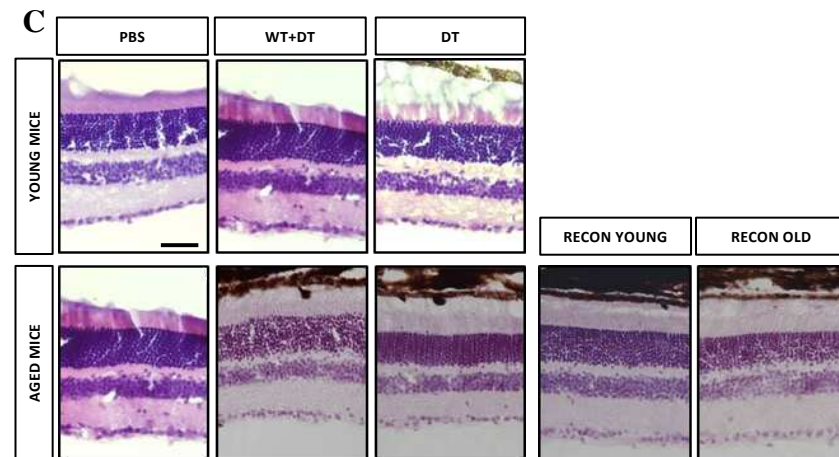 C
PBS
WT+DT
DT
YOUNG MICE
RECON YOUNG
RECON OLD
AGED MICE